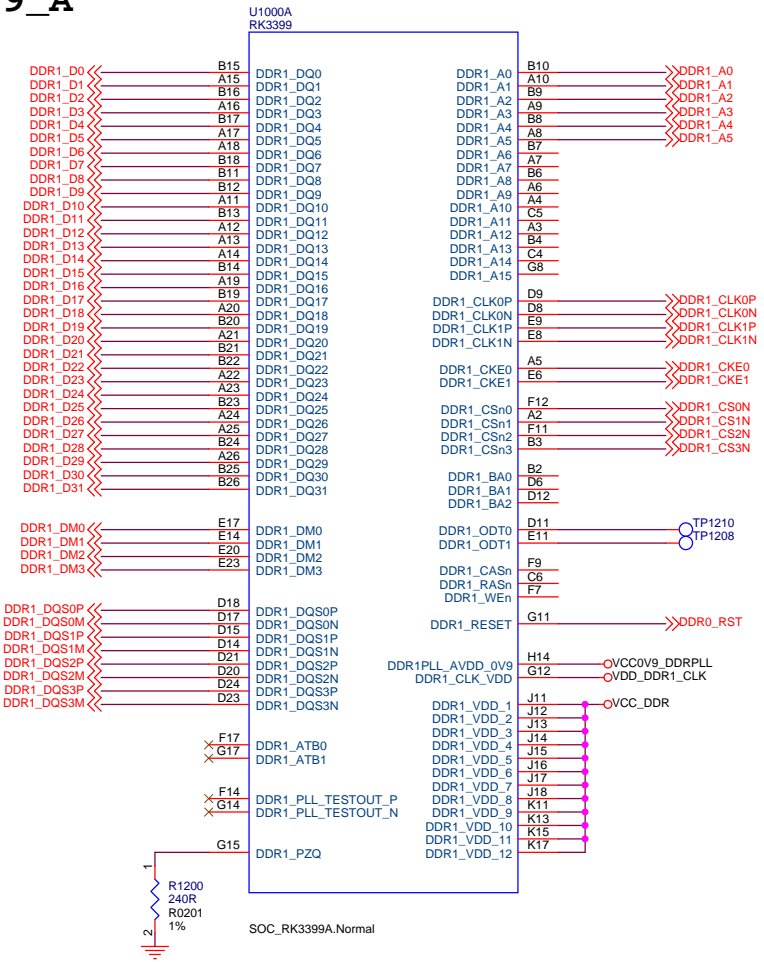 9_A
U1000A
RK3399
DDR1_D0 B15 DDR1_DQ0 DDR1_A0 B10 DDR1_A0
DDR1_D1 A15 DDR1_DQ1 DDR1_A1 A10 DDR1_A1
DDR1_D2 B16 DDR1_DQ2 DDR1_A2 B9 DDR1_A2
DDR1_D3 A16 DDR1_DQ3 DDR1_A3 A9 DDR1_A3
DDR1_D4 B17 DDR1_DQ4 DDR1_A4 B8 DDR1_A4
DDR1_D5 A17 DDR1_DQ5 DDR1_A5 A8 DDR1_A5
DDR1_D6 A18 DDR1_DQ6 DDR1_A6 B7
DDR1_D7 B18 DDR1_DQ7 DDR1_A7 A7
DDR1_D8 B11 DDR1_DQ8 DDR1_A8 B6
DDR1_D9 B12 DDR1_DQ9 DDR1_A9 A6
DDR1_D10 A11 DDR1_DQ10 DDR1_A10 A4
DDR1_D11 B13 DDR1_DQ11 DDR1_A11 C5
DDR1_D12 A12 DDR1_DQ12 DDR1_A12 A3
DDR1_D13 A13 DDR1_DQ13 DDR1_A13 B4
DDR1_D14 A14 DDR1_DQ14 DDR1_A14 C4
DDR1_D15 B14 DDR1_DQ15 DDR1_A15 G8
DDR1_D16 A19 DDR1_DQ16
DDR1_D17 B19 DDR1_DQ17 DDR1_CLK0P D9 DDR1_CLK0P
DDR1_D18 A20 DDR1_DQ18 DDR1_CLK0N D8 DDR1_CLK0N
DDR1_D19 B20 DDR1_DQ19 DDR1_CLK1P E9 DDR1_CLK1P
DDR1_D20 A21 DDR1_DQ20 DDR1_CLK1N E8 DDR1_CLK1N
DDR1_D21 B21 DDR1_DQ21
DDR1_D22 B22 DDR1_DQ22 DDR1_CKE0 A5 DDR1_CKE0
DDR1_D23 A22 DDR1_DQ23 DDR1_CKE1 E6 DDR1_CKE1
DDR1_D24 A23 DDR1_DQ24
DDR1_D25 B23 DDR1_DQ25 DDR1_CSn0 F12 DDR1_CS0N
DDR1_D26 A24 DDR1_DQ26 DDR1_CSn1 A2 DDR1_CS1N
DDR1_D27 A25 DDR1_DQ27 DDR1_CSn2 F11 DDR1_CS2N
DDR1_D28 B24 DDR1_DQ28 DDR1_CSn3 B3 DDR1_CS3N
DDR1_D29 A26 DDR1_DQ29
DDR1_D30 B25 DDR1_DQ30 DDR1_BA0 B2
DDR1_D31 B26 DDR1_DQ31 DDR1_BA1 D6
DDR1_BA2 D12
DDR1_DM0 E17 DDR1_DM0 DDR1_ODT0 D11 TP1210
DDR1_DM1 E14 DDR1_DM1 DDR1_ODT1 E11 TP1208
DDR1_DM2 E20 DDR1_DM2 DDR1_CASn F9
DDR1_DM3 E23 DDR1_DM3 DDR1_RASn C6
DDR1_WEn F7
DDR1_DQS0P D18 DDR1_DQS0P
DDR1_DQS0M D17 DDR1_DQS0N DDR1_RESET G11 DDR0_RST
DDR1_DQS1P D15 DDR1_DQS1P
DDR1_DQS1M D14 DDR1_DQS1N
DDR1_DQS2P D21 DDR1_DQS2P DDR1PLL_AVDD_0V9 H14 VCC0V9_DDRPLL
DDR1_DQS2M D20 DDR1_DQS2N DDR1_CLK_VDD G12 VDD_DDR1_CLK
DDR1_DQS3P D24 DDR1_DQS3P
DDR1_DQS3M D23 DDR1_DQS3N DDR1_VDD_1 J11 VCC_DDR
DDR1_VDD_2 J12
DDR1_VDD_3 J13
F17 DDR1_ATB0 DDR1_VDD_4 J14
G17 DDR1_ATB1 DDR1_VDD_5 J15
DDR1_VDD_6 J16
DDR1_VDD_7 J17
F14 DDR1_PLL_TESTOUT_P DDR1_VDD_8 J18
G14 DDR1_PLL_TESTOUT_N DDR1_VDD_9 K11
DDR1_VDD_10 K13
DDR1_VDD_11 K15
G15 DDR1_PZQ DDR1_VDD_12 K17
1
R1200
240R
R0201
1%
2
SOC_RK3399A.Normal